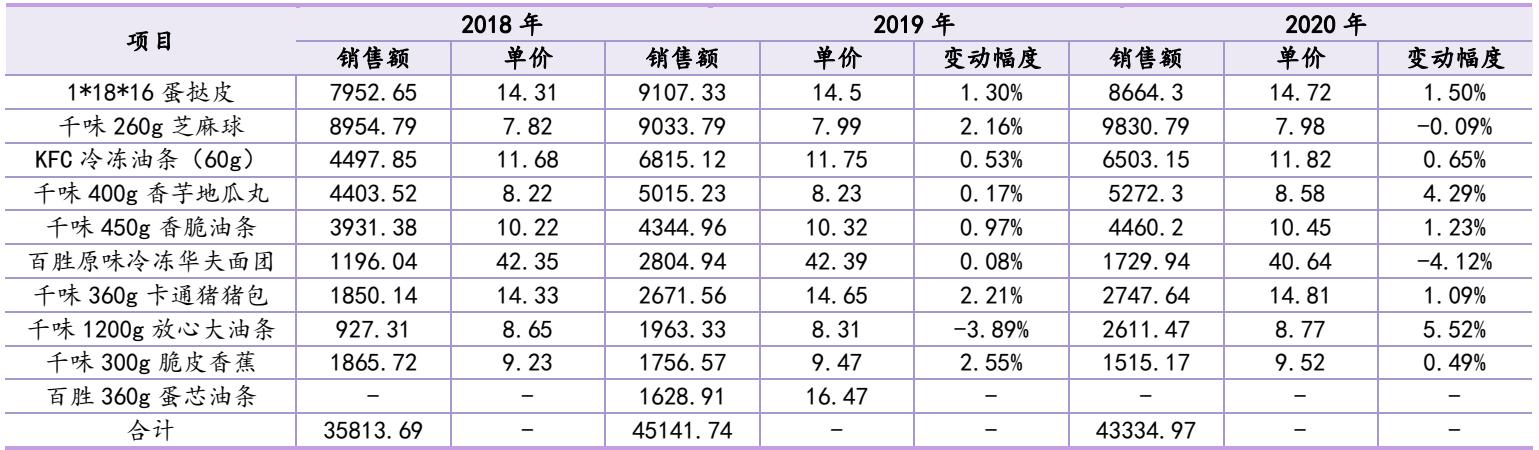 项目 2018 年 2019 年 2020 年
销售额 单价 销售额 单价 变动幅度 销售额 单价 变动幅度
1*18*16 蛋挞皮 7952.65 14.31 9107.33 14.5 1.30% 8664.3 14.72 1.50%
千味 260g 芝麻球 8954.79 7.82 9033.79 7.99 2.16% 9830.79 7.98 -0.09%
KFC 冷冻油条（60g） 4497.85 11.68 6815.12 11.75 0.53% 6503.15 11.82 0.65%
千味 400g 香芋地瓜丸 4403.52 8.22 5015.23 8.23 0.17% 5272.3 8.58 4.29%
千味 450g 香脆油条 3931.38 10.22 4344.96 10.32 0.97% 4460.2 10.45 1.23%
百胜原味冷冻华夫面团 1196.04 42.35 2804.94 42.39 0.08% 1729.94 40.64 -4.12%
千味 360g 卡通猪猪包 1850.14 14.33 2671.56 14.65 2.21% 2747.64 14.81 1.09%
千味 1200g 放心大油条 927.31 8.65 1963.33 8.31 -3.89% 2611.47 8.77 5.52%
千味 300g 脆皮香蕉 1865.72 9.23 1756.57 9.47 2.55% 1515.17 9.52 0.49%
百胜 360g 蛋芯油条 - - 1628.91 16.47 - - - -
合计 35813.69 - 45141.74 - - 43334.97 - -